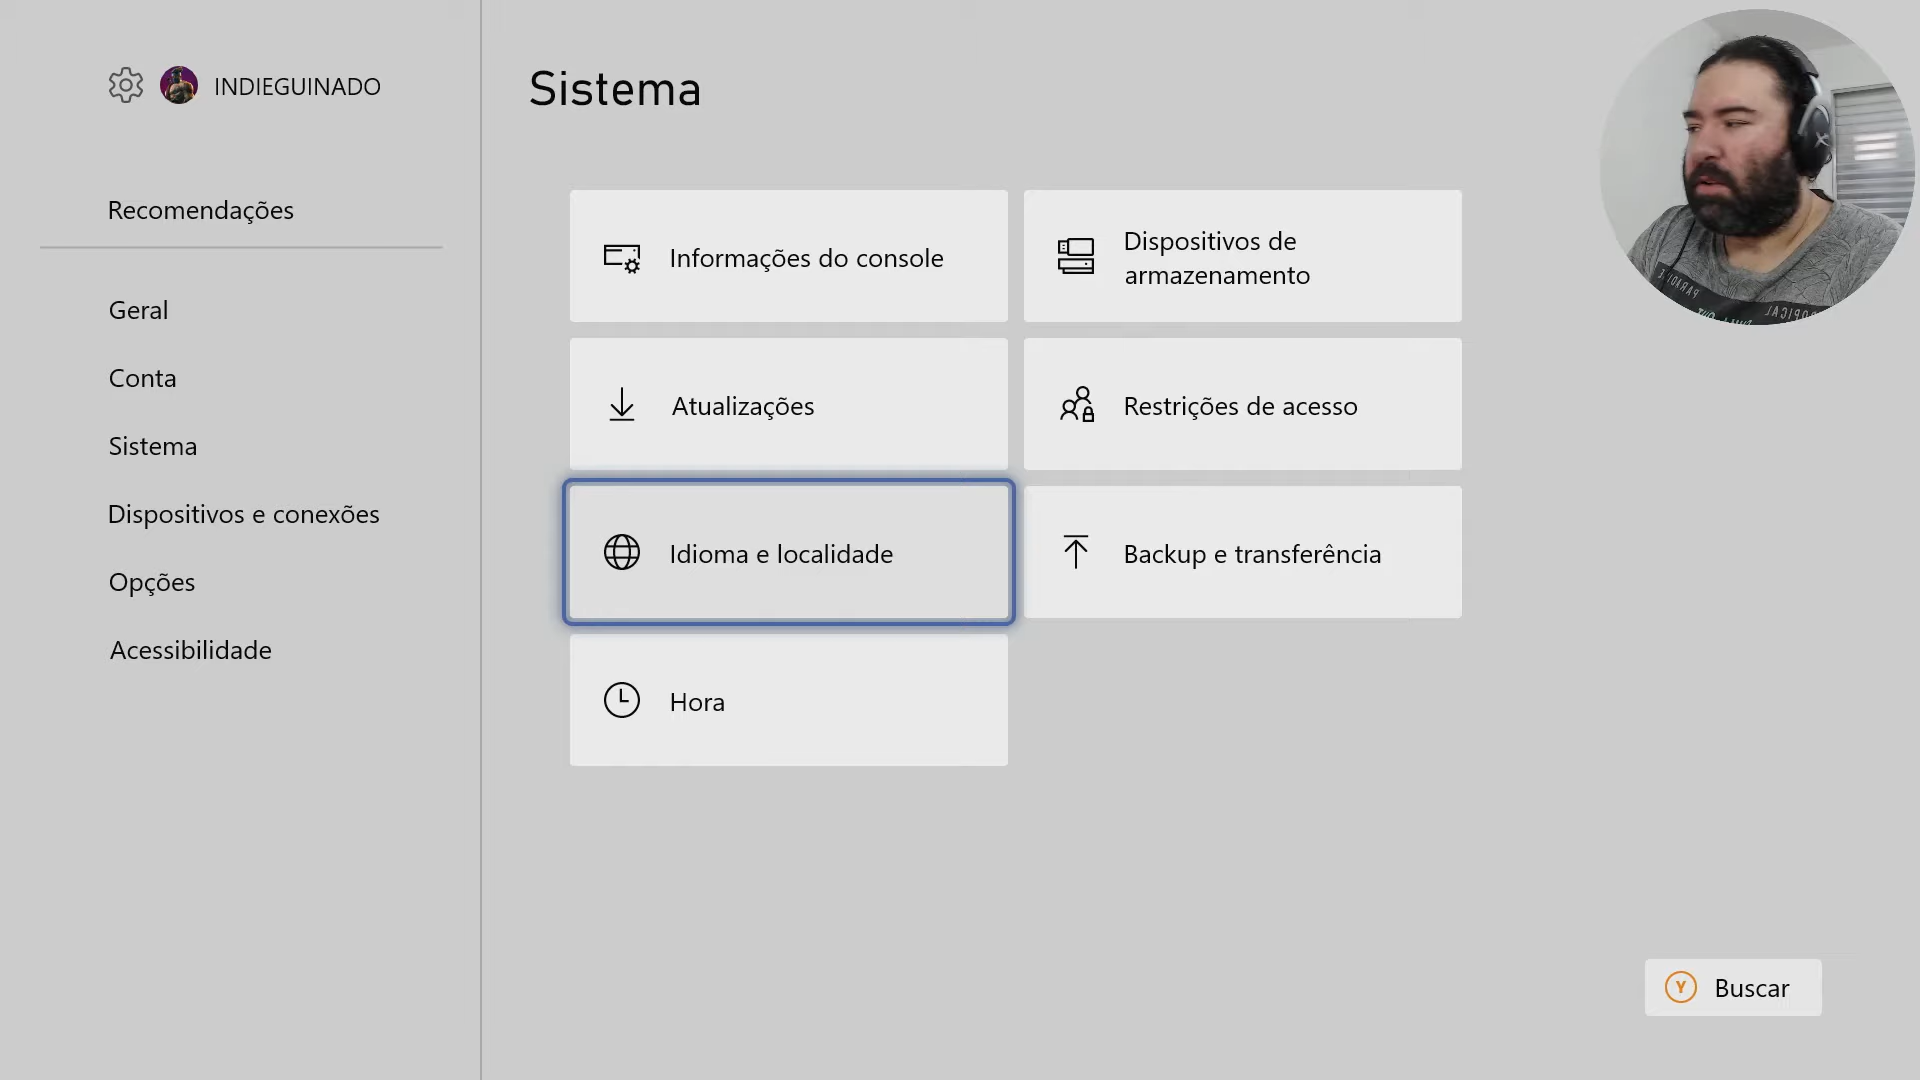 INDIEGUINADO
Recomendações
Geral
Conta
Sistema
Dispositivos e conexões
Opções
Acessibilidade
Sistema
Informações do console
Dispositivos de
armazenamento
Atualizações
Restrições de acesso
Idioma e localidade
Backup e transferência
Hora
Y Buscar